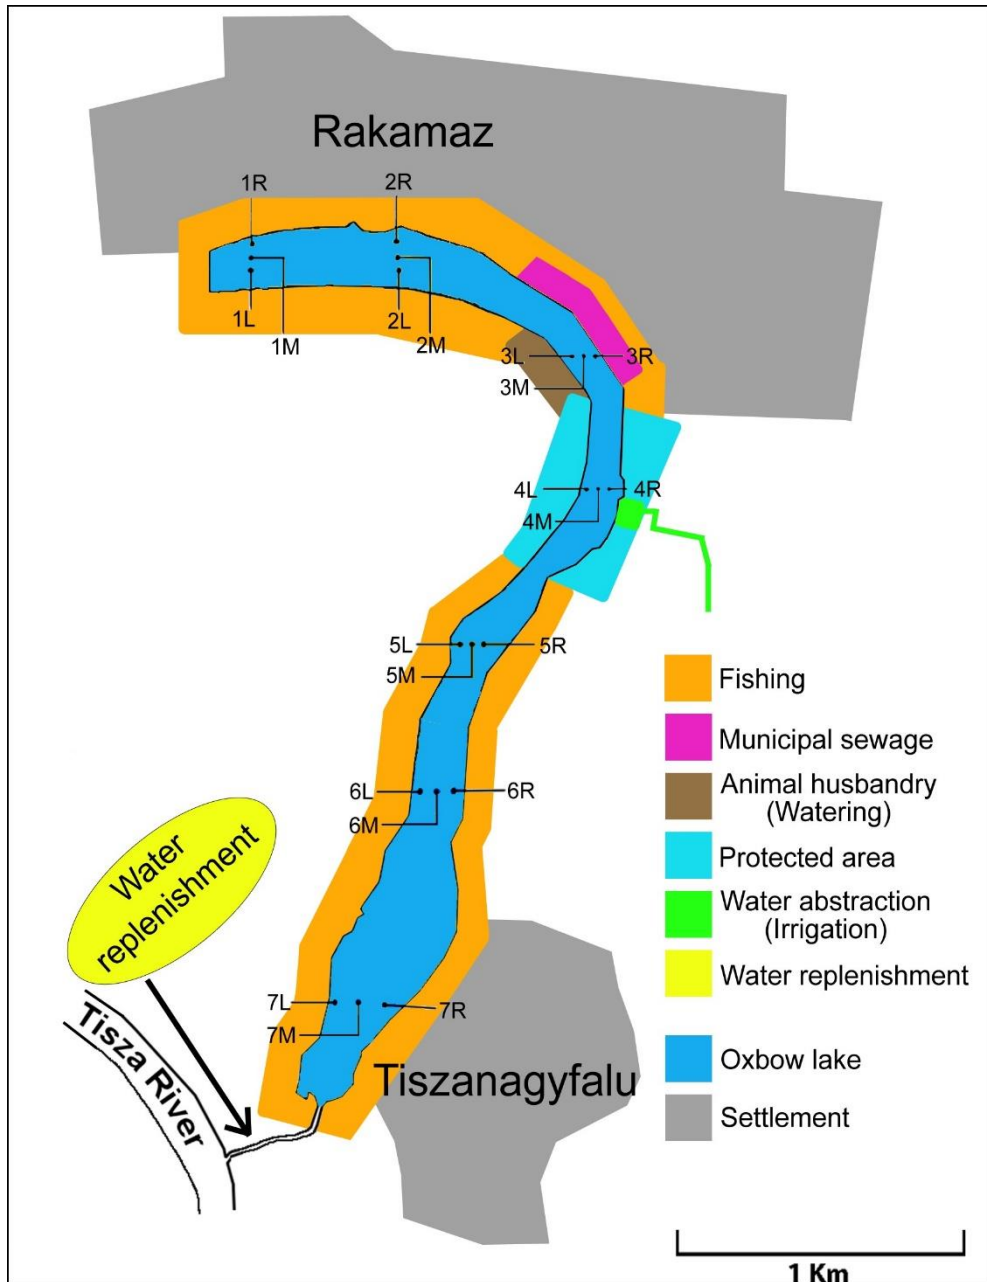 Rakamaz
1R
2R
1L
2L
1M
2M
3L
3R
3M
4L
4R
4M
5L
5R
5M
6L
6R
6M
7L
7R
7M
Water
replenishment
Tisza River
Tiszanagyfalu
Fishing
Municipal sewage
Animal husbandry
(Watering)
Protected area
Water abstraction
(Irrigation)
Water replenishment
Oxbow lake
Settlement
1 Km